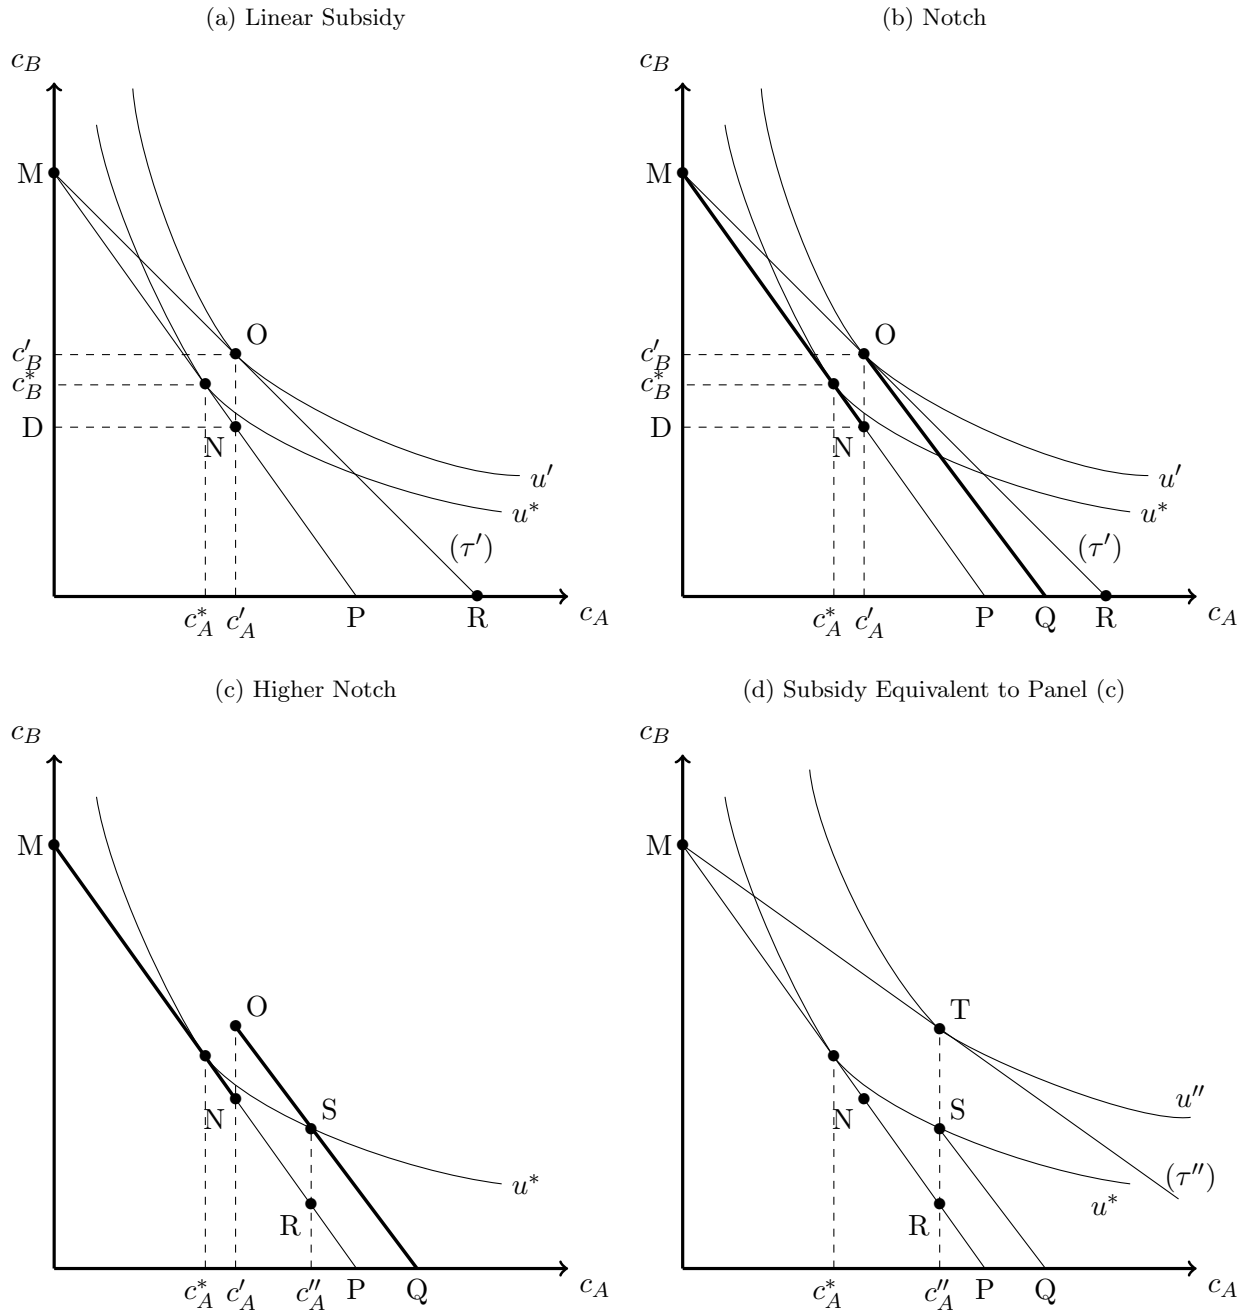 (a) Linear Subsidy
c_B
M
O
c'_B
c^*_B
D
N
u'
u^*
(τ')
c^*_A c'_A P R c_A
(b) Notch
c_B
M
O
c'_B
c^*_B
D
N
u'
u^*
(τ')
c^*_A c'_A P Q R c_A
(c) Higher Notch
c_B
M
O
N
S
u^*
R
c^*_A c'_A c''_A P Q c_A
(d) Subsidy Equivalent to Panel (c)
c_B
M
T
N
S
u''
(τ'')
u^*
R
c^*_A c''_A P Q c_A